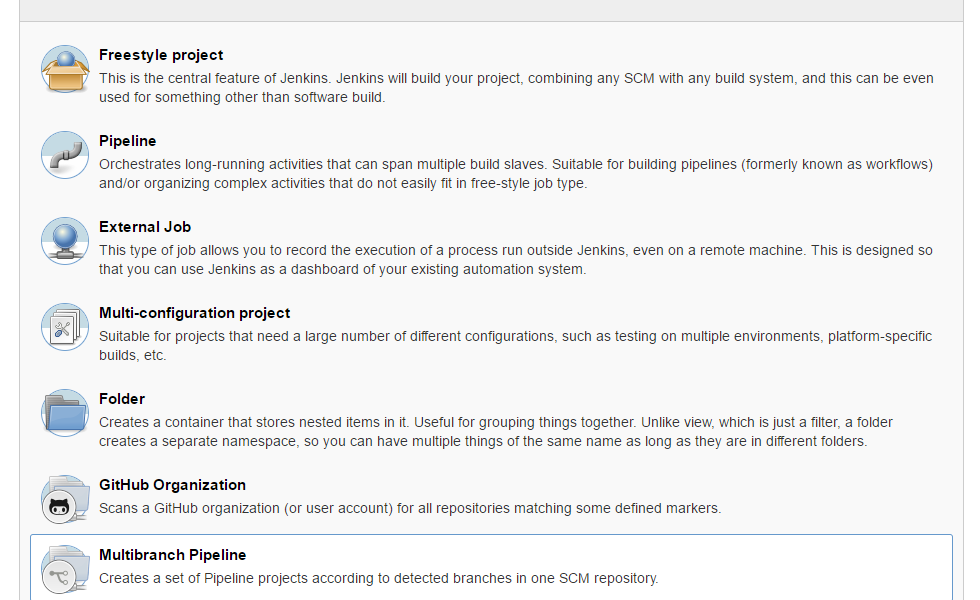 Freestyle project
This is the central feature of Jenkins. Jenkins will build your project, combining any SCM with any build system, and this can be even
used for something other than software build.
Pipeline
Orchestrates long-running activities that can span multiple build slaves. Suitable for building pipelines (formerly known as workflows)
and/or organizing complex activities that do not easily fit in free-style job type.
External Job
This type of job allows you to record the execution of a process run outside Jenkins, even on a remote machine. This is designed so
that you can use Jenkins as a dashboard of your existing automation system.
Multi-configuration project
Suitable for projects that need a large number of different configurations, such as testing on multiple environments, platform-specific
builds, etc.
Folder
Creates a container that stores nested items in it. Useful for grouping things together. Unlike view, which is just a filter, a folder
creates a separate namespace, so you can have multiple things of the same name as long as they are in different folders.
GitHub Organization
Scans a GitHub organization (or user account) for all repositories matching some defined markers.
Multibranch Pipeline
Creates a set of Pipeline projects according to detected branches in one SCM repository.